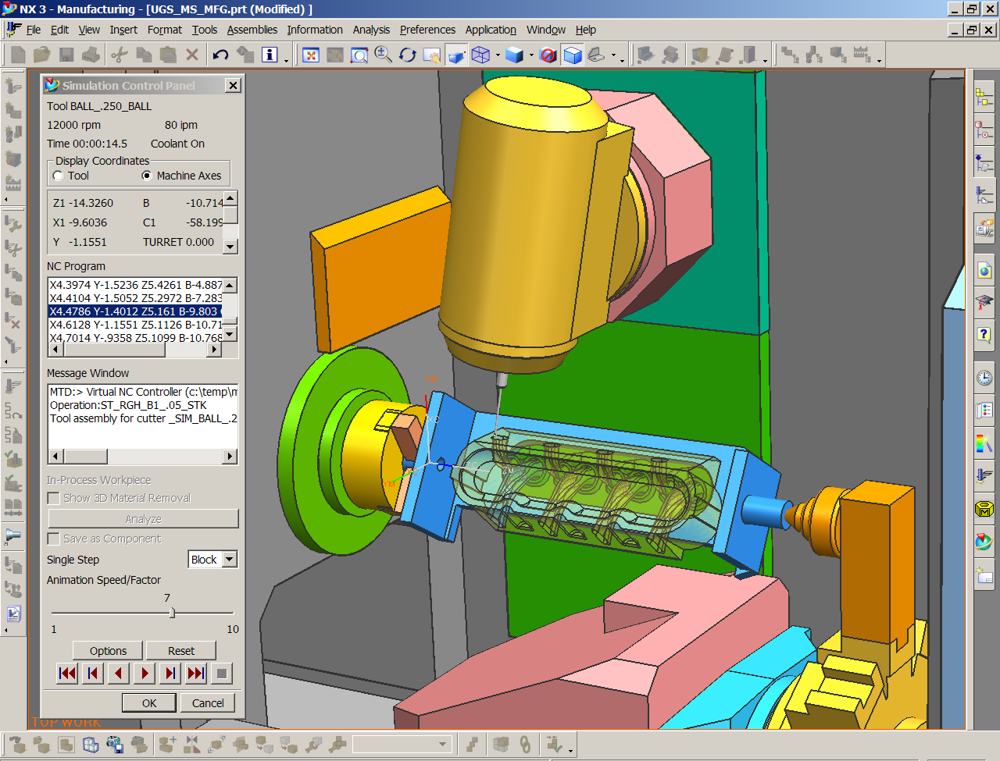 NX 3 - Manufacturing - [UGS_MS_MFG.prt (Modified) ]
File Edit View Insert Format Tools Assemblies Information Analysis Preferences Application Window Help
Simulation Control Panel
Tool BALL_.250_BALL
12000 rpm 80 ipm
Time 00:00:14.5 Coolant On
Display Coordinates
Tool Machine Axes
Z1 -14.3260 B -10.714
X1 -9.6036 C1 -58.199
Y -1.1551 TURRET 0.000
NC Program
X4.3974 Y-1.5236 Z5.4261 B-4.887
X4.4104 Y-1.5052 Z5.2972 B-7.283
X4.4786 Y-1.4012 Z5.161 B-9.803
X4.6128 Y-1.1551 Z5.1126 B-10.71
X4.7014 Y-.9358 Z5.1099 B-10.768
Message Window
MTD:> Virtual NC Controller (c:\temp\m
Operation:ST_RGH_B1_.05_STK
Tool assembly for cutter _SIM_BALL_.2
In-Process Workpiece
Show 3D Material Removal
Analyze
Save as Component
Single Step Block
Animation Speed/Factor
7
1 10
Options Reset
OK Cancel
XM
XC
ZC
ZM
YM
TOP WORK